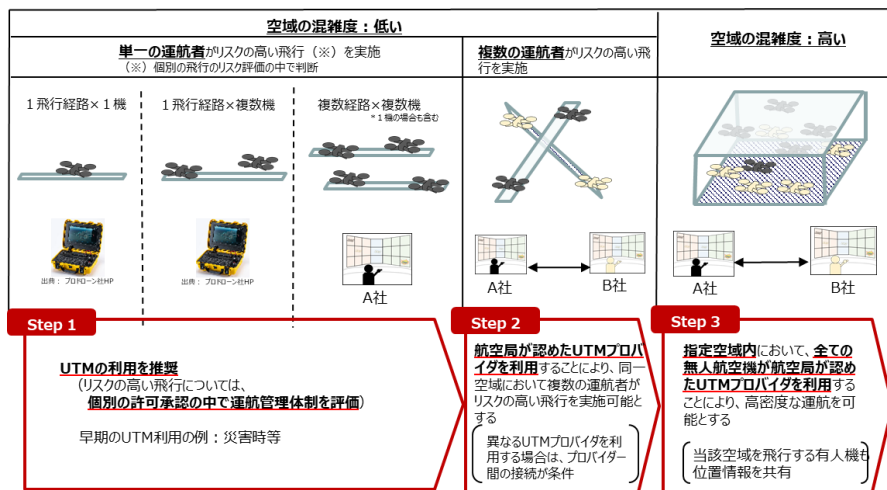 空域の混雑度：低い
空域の混雑度：高い
単一の運航者がリスクの高い飛行（※）を実施
（※）個別の飛行のリスク評価の中で判断
複数の運航者がリスクの高い飛
行を実施
１飛行経路×１機
１飛行経路×複数機
複数経路×複数機
*１機の場合も含む
出典： プロドローン社HP
出典： プロドローン社HP
A社
A社
B社
A社
B社
Step 1
UTMの利用を推奨
（リスクの高い飛行については、
個別の許可承認の中で運航管理体制を評価）
早期のUTM利用の例：災害時等
Step 2
航空局が認めたUTMプロバ
イダを利用することにより、同一
空域において複数の運航者が
リスクの高い飛行を実施可能と
する
異なるUTMプロバイダを利
用する場合は、プロバイダー
間の接続が条件
Step 3
指定空域内において、全ての
無人航空機が航空局が認め
たUTMプロバイダを利用する
ことにより、高密度な運航を可
能とする
当該空域を飛行する有人機も
位置情報を共有